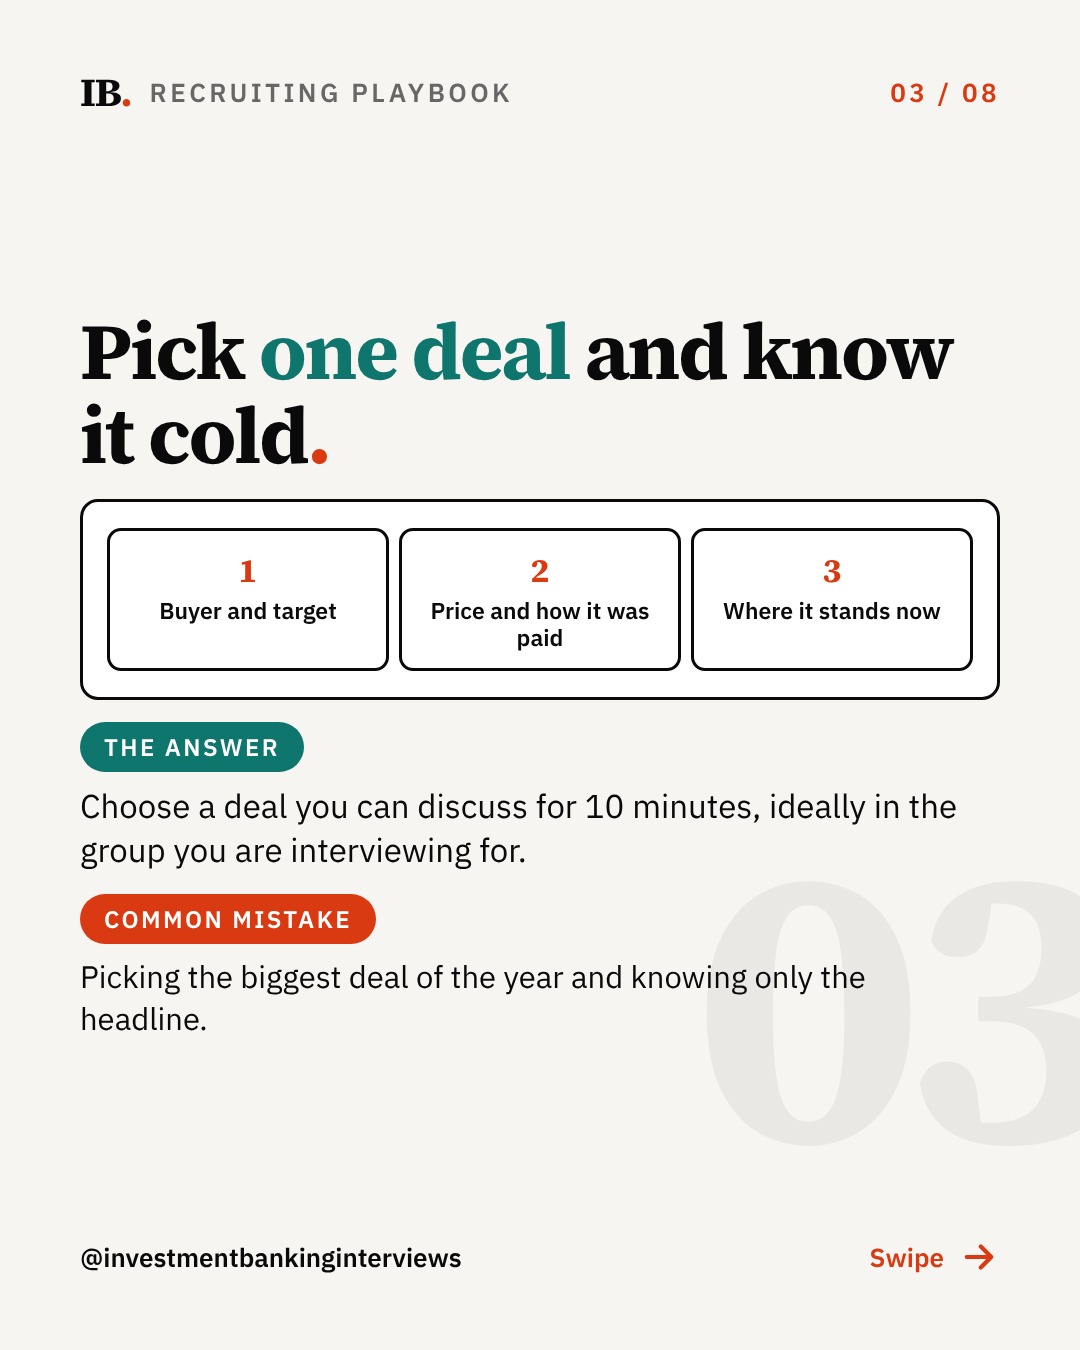 IB. RECRUITING PLAYBOOK
03 / 08
Pick one deal and know
it cold.
1
Buyer and target
2
Price and how it was
paid
3
Where it stands now
THE ANSWER
Choose a deal you can discuss for 10 minutes, ideally in the
group you are interviewing for.
COMMON MISTAKE
Picking the biggest deal of the year and knowing only the
headline.
03
@investmentbankinginterviews
Swipe →